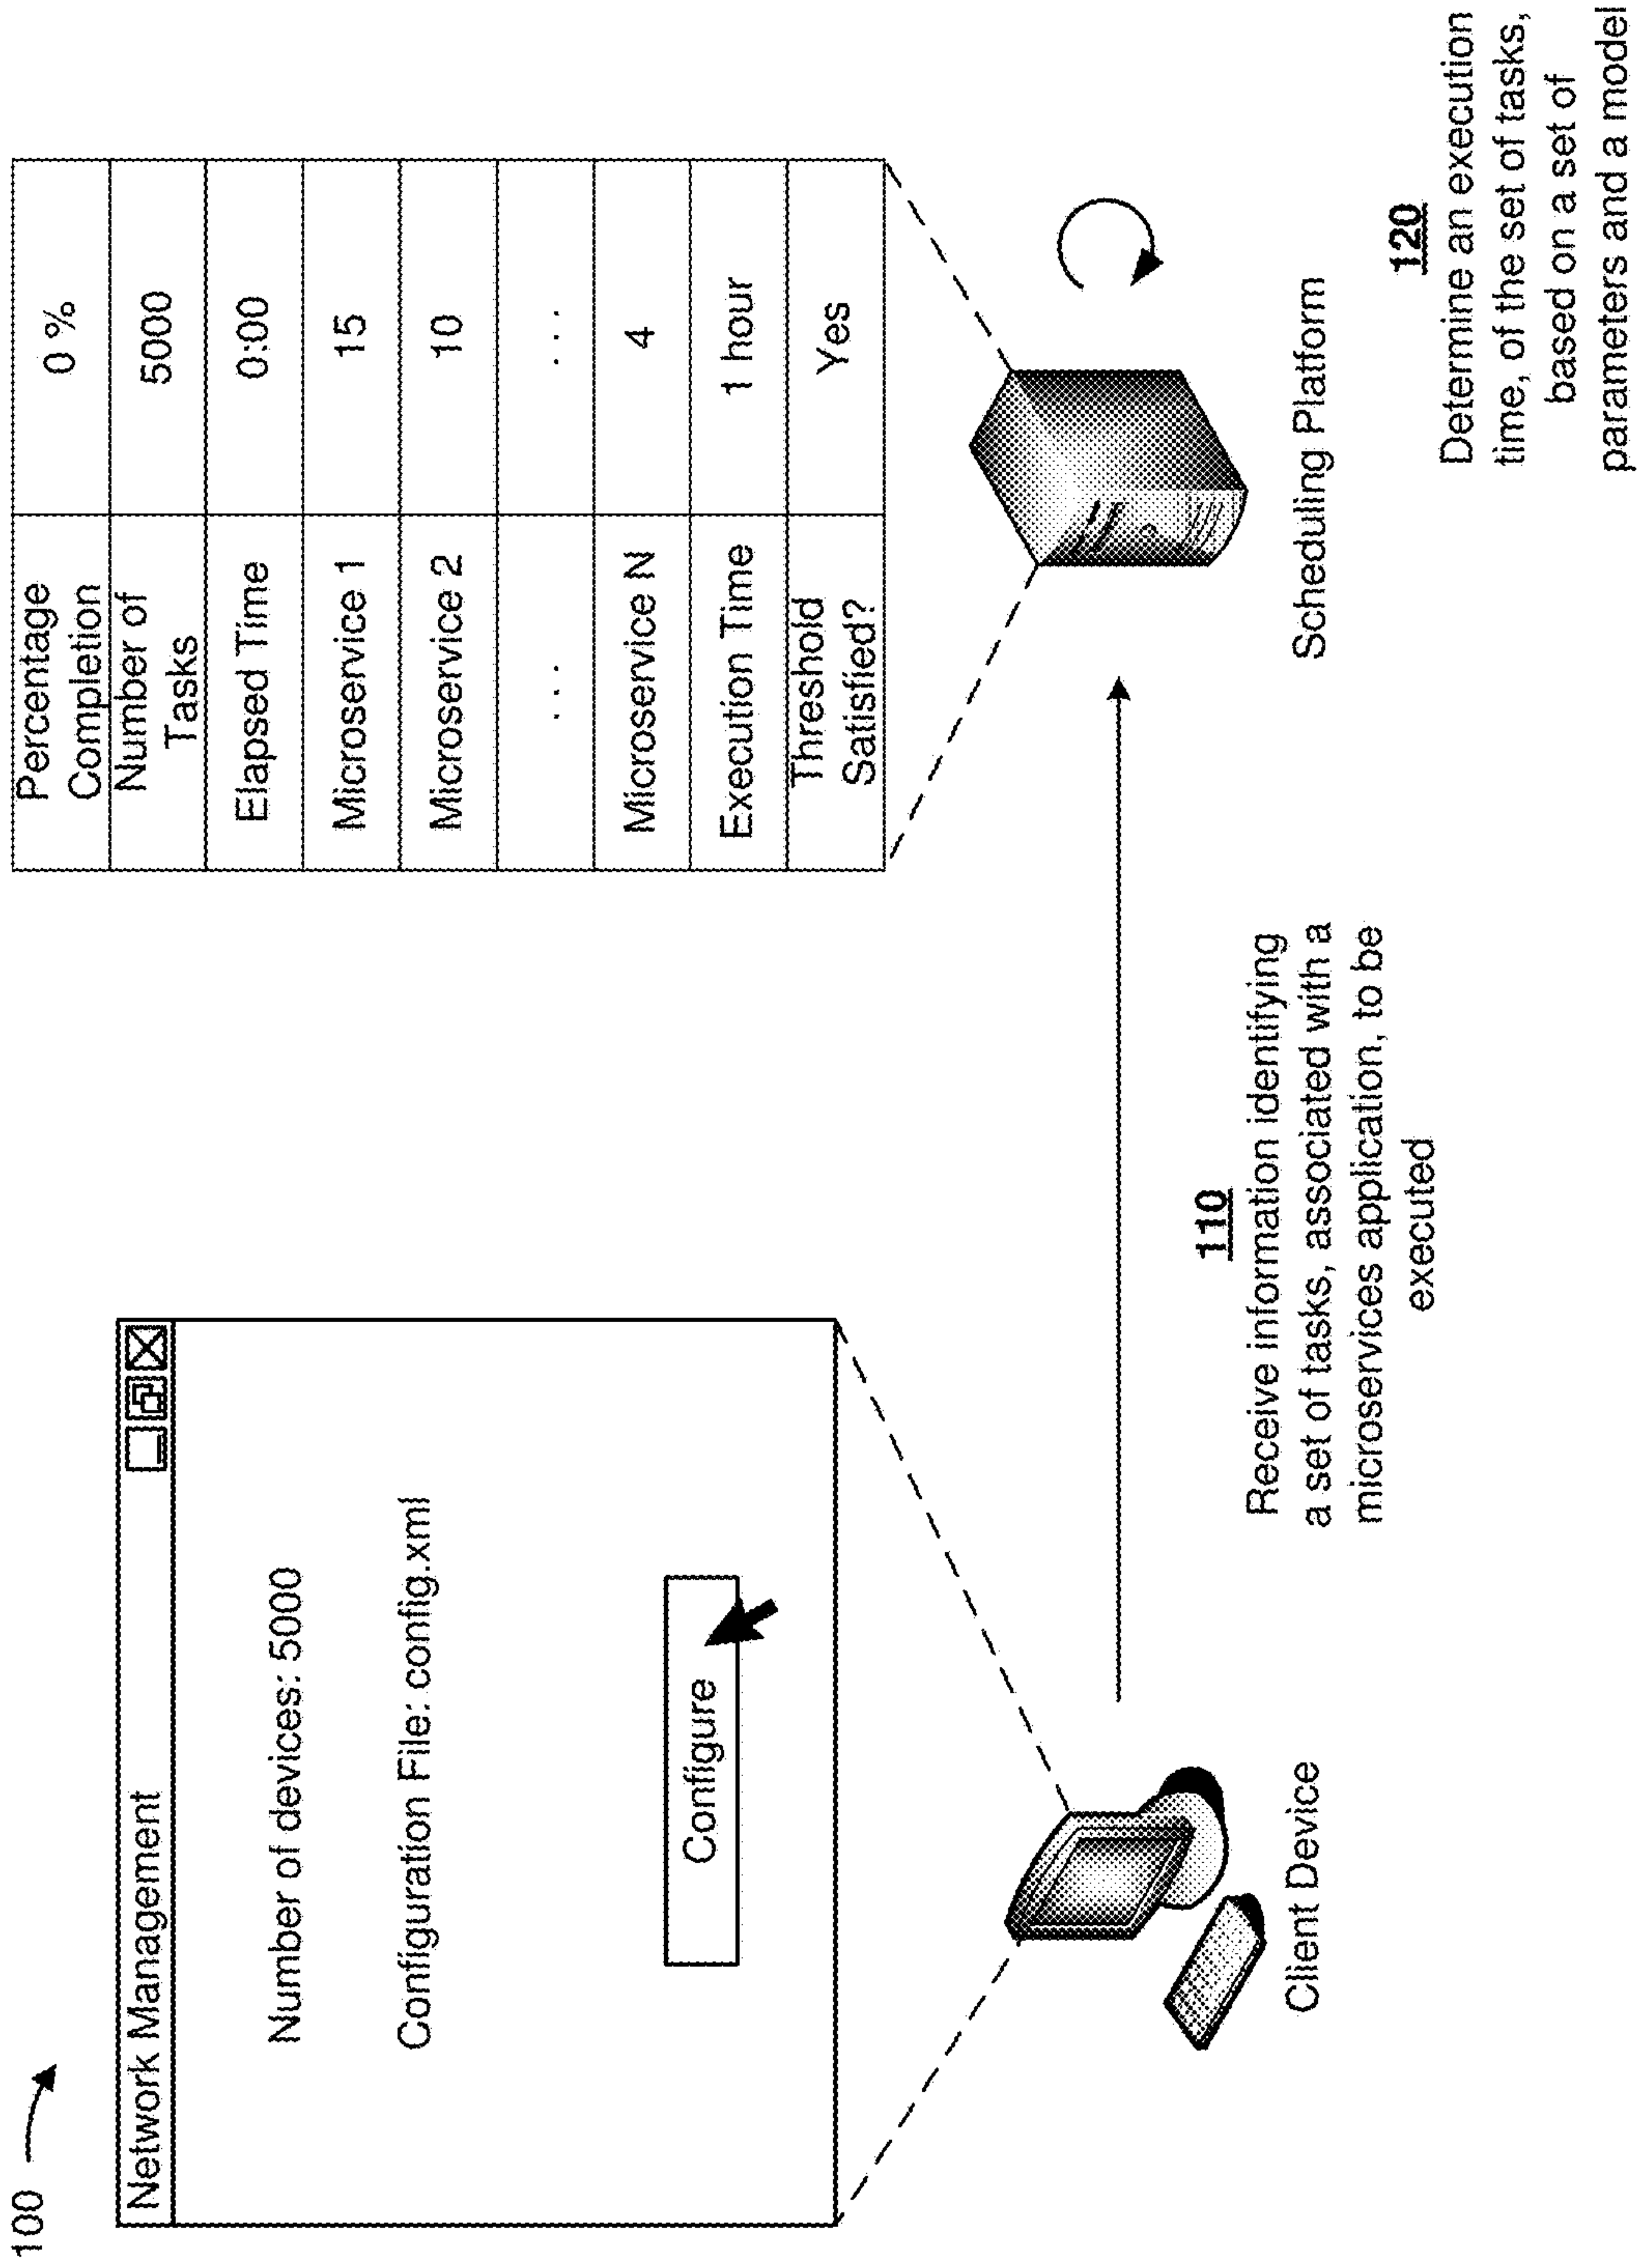 100
Network Management
Number of devices: 5000
Configuration File: config.xml
Configure
Client Device
110
Receive information identifying
a set of tasks, associated with a
microservices application, to be
executed
Percentage
Completion
0 %
Number of
Tasks
5000
Elapsed Time
0:00
Microservice 1
15
Microservice 2
10
...
...
Microservice N
4
Execution Time
1 hour
Threshold
Satisfied?
Yes
Scheduling Platform
120
Determine an execution
time, of the set of tasks,
based on a set of
parameters and a model